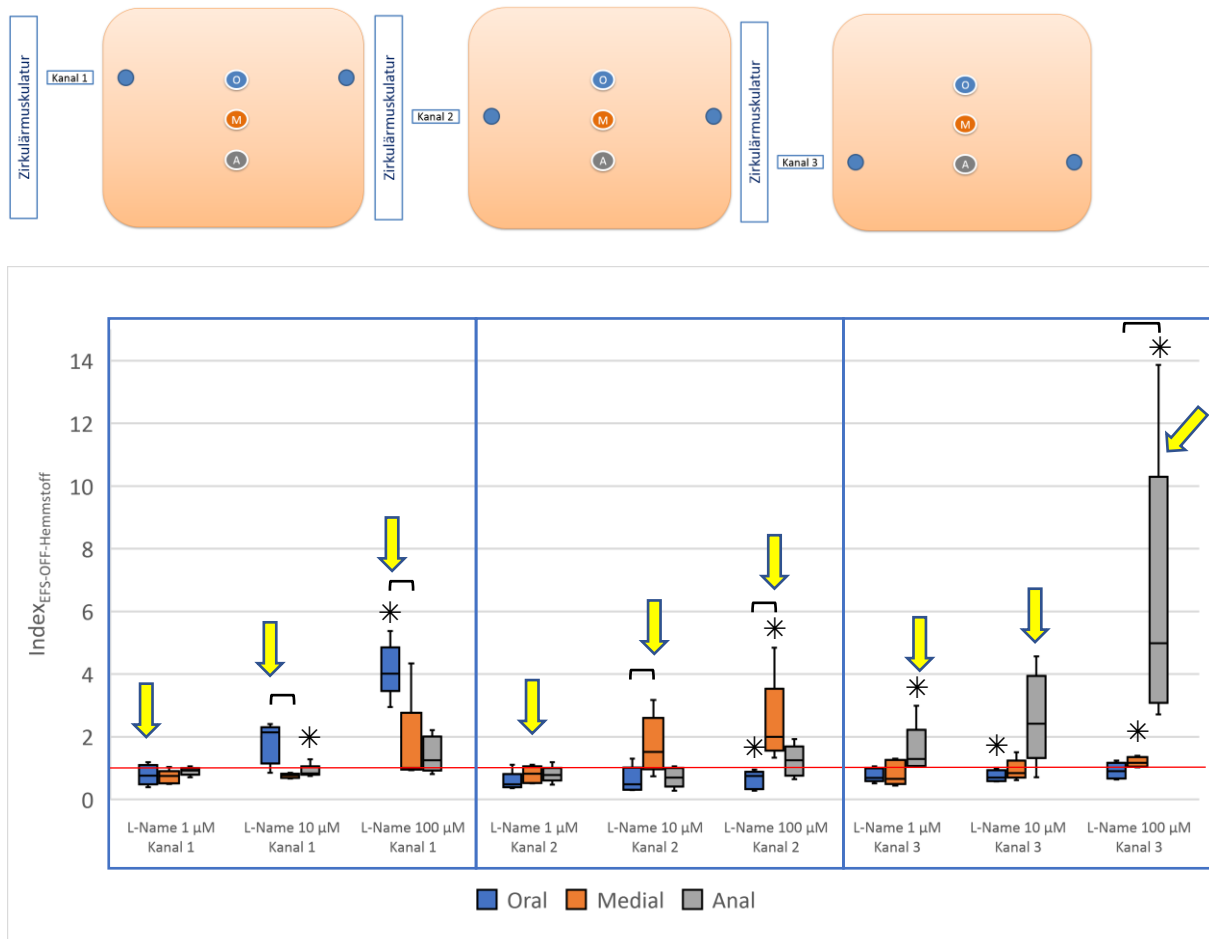 Zirkulärmuskulatur
Kanal 1
O
M
A
Zirkulärmuskulatur
Kanal 2
O
M
A
Zirkulärmuskulatur
Kanal 3
O
M
A
Index EFS-OFF-Hemmstoff
14
12
10
8
6
4
2
0
L-Name 1 µM
Kanal 1
L-Name 10 µM
Kanal 1
L-Name 100 µM
Kanal 1
L-Name 1 µM
Kanal 2
L-Name 10 µM
Kanal 2
L-Name 100 µM
Kanal 2
L-Name 1 µM
Kanal 3
L-Name 10 µM
Kanal 3
L-Name 100 µM
Kanal 3
Oral Medial Anal